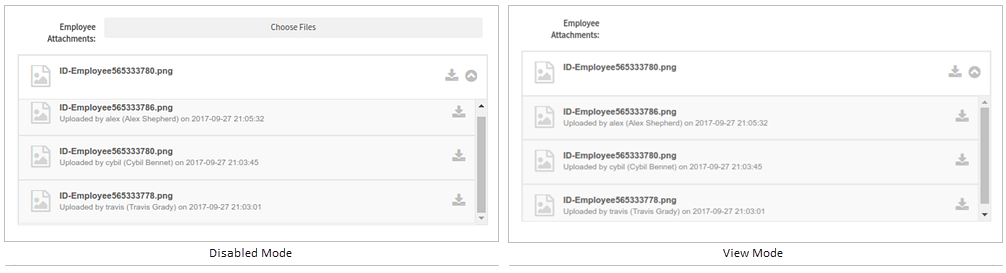 Employee
Attachments:
Choose Files
ID-Employee565333780.png
ID-Employee565333786.png
Uploaded by alex (Alex Shepherd) on 2017-09-27 21:05:32
ID-Employee565333780.png
Uploaded by cybil (Cybil Bennet) on 2017-09-27 21:03:45
ID-Employee565333778.png
Uploaded by travis (Travis Grady) on 2017-09-27 21:03:01
Disabled Mode
Employee
Attachments:
ID-Employee565333780.png
ID-Employee565333786.png
Uploaded by alex (Alex Shepherd) on 2017-09-27 21:05:32
ID-Employee565333780.png
Uploaded by cybil (Cybil Bennet) on 2017-09-27 21:03:45
ID-Employee565333778.png
Uploaded by travis (Travis Grady) on 2017-09-27 21:03:01
View Mode